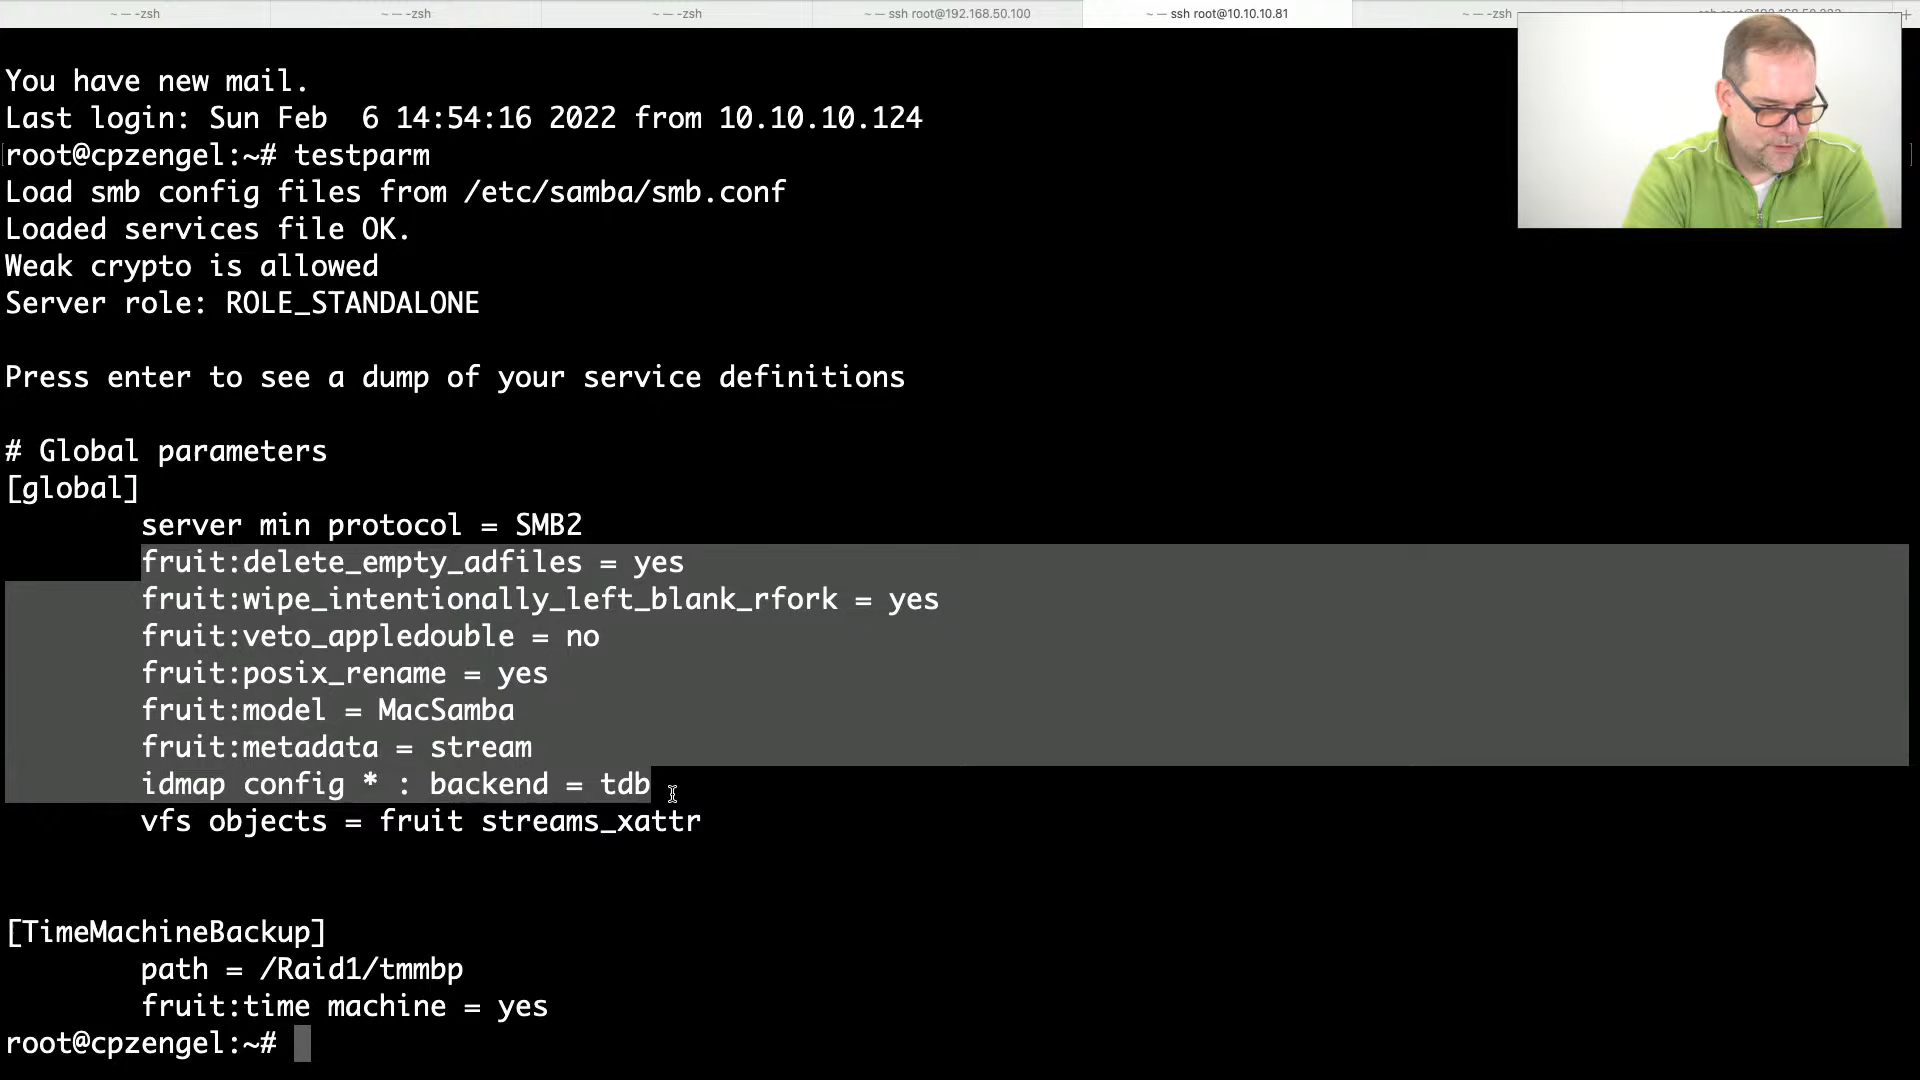 ~ — -zsh
~ — -zsh
~ — -zsh
~ — ssh root@192.168.50.100
~ — ssh root@10.10.10.81
~ — -zsh
You have new mail.
Last login: Sun Feb  6 14:54:16 2022 from 10.10.10.124
root@cpzengel:~# testparm
Load smb config files from /etc/samba/smb.conf
Loaded services file OK.
Weak crypto is allowed
Server role: ROLE_STANDALONE
Press enter to see a dump of your service definitions
# Global parameters
[global]
server min protocol = SMB2
fruit:delete_empty_adfiles = yes
fruit:wipe_intentionally_left_blank_rfork = yes
fruit:veto_appledouble = no
fruit:posix_rename = yes
fruit:model = MacSamba
fruit:metadata = stream
idmap config * : backend = tdb
vfs objects = fruit streams_xattr
[TimeMachineBackup]
path = /Raid1/tmmbp
fruit:time machine = yes
root@cpzengel:~#